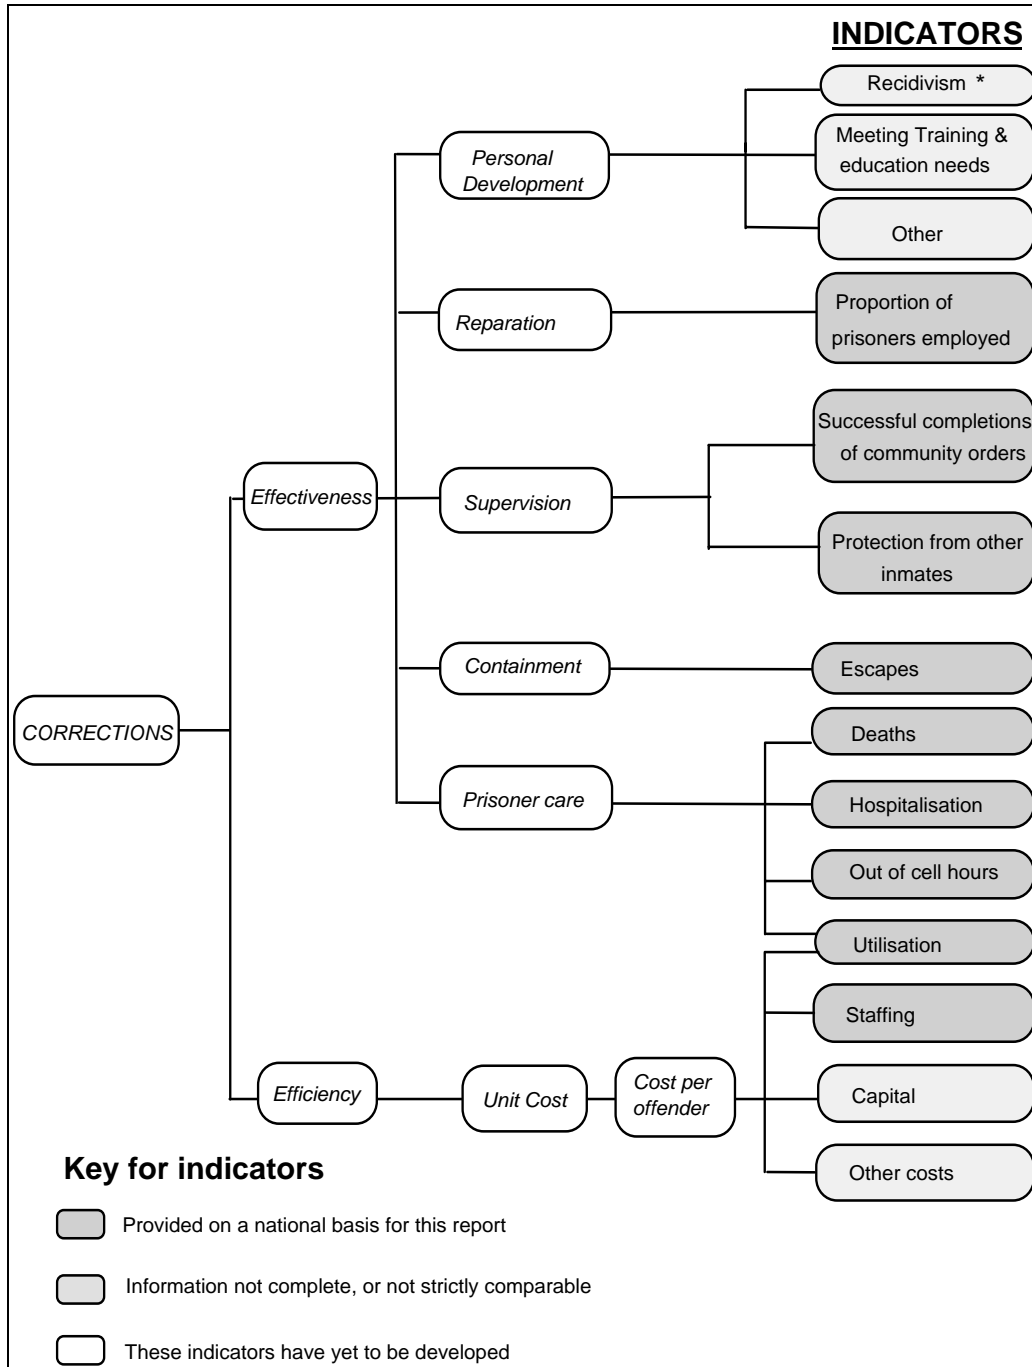 INDICATORS
Recidivism *
Meeting Training &
education needs
Other
Personal
Development
Reparation
Proportion of
prisoners employed
Successful completions
of community orders
Effectiveness
Supervision
Protection from other
inmates
Containment
Escapes
CORRECTIONS
Deaths
Prisoner care
Hospitalisation
Out of cell hours
Utilisation
Staffing
Efficiency
Unit Cost
Cost per
offender
Capital
Other costs
Key for indicators
Provided on a national basis for this report
Information not complete, or not strictly comparable
These indicators have yet to be developed